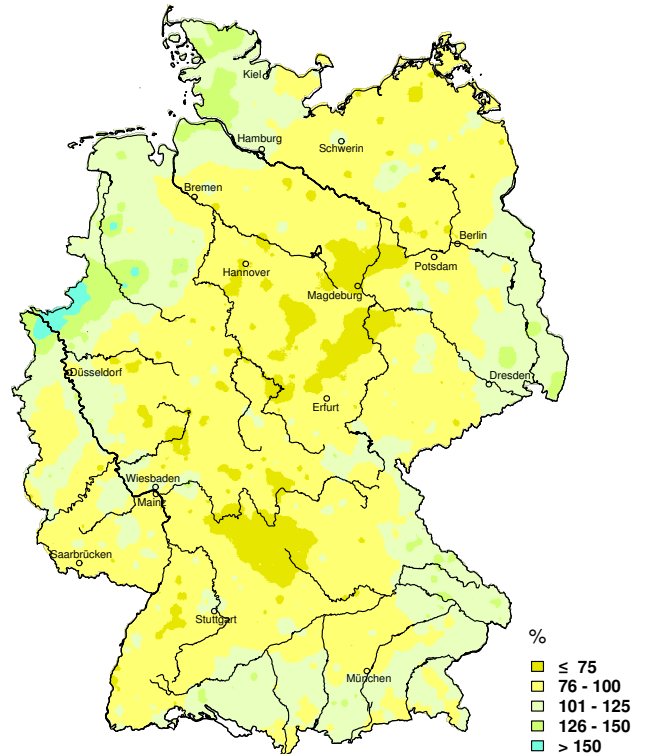 Kiel
Hamburg
Schwerin
Bremen
Berlin
Hannover
Potsdam
Magdeburg
Düsseldorf
Dresden
Erfurt
Wiesbaden
Mainz
Saarbrücken
Stuttgart
München
%
≤ 75
76 - 100
101 - 125
126 - 150
> 150